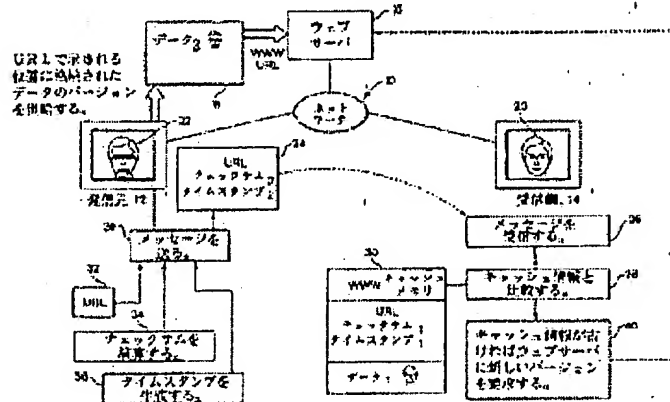 URLで示される
位置に格納された
データのバージョン
を供給する。
データ2
WWW
URL
ウェブ
サーバ
ネット
ワーク
10
22
20
発信元 12
受信側 14
URL
チェックサム2
タイムスタンプ2
メッセージを
送る。
メッセージを
受信する。
32
URL
チェックサムを
計算する。
タイムスタンプを
生成する。
30
WWW キャッシュ
メモリ
URL
チェックサム1
タイムスタンプ1
データ1
キャッシュ情報と
比較する。
キャッシュ情報が古
ければウェブサーバ
に新しいバージョン
を要求する。